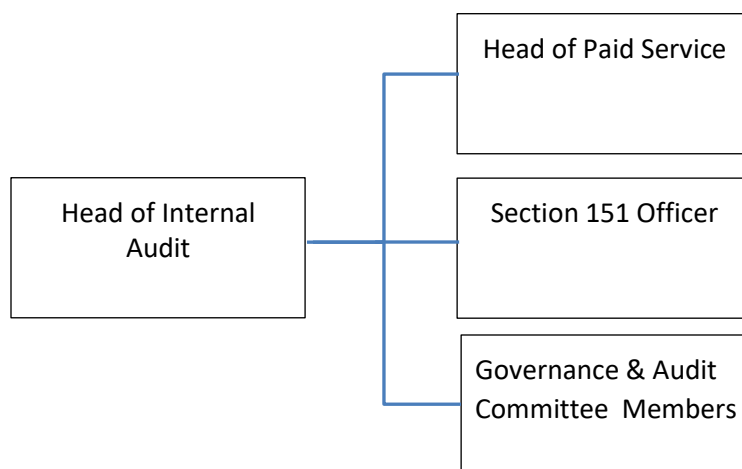 Head of Paid Service
Head of Internal
Audit
Section 151 Officer
Governance & Audit
Committee Members